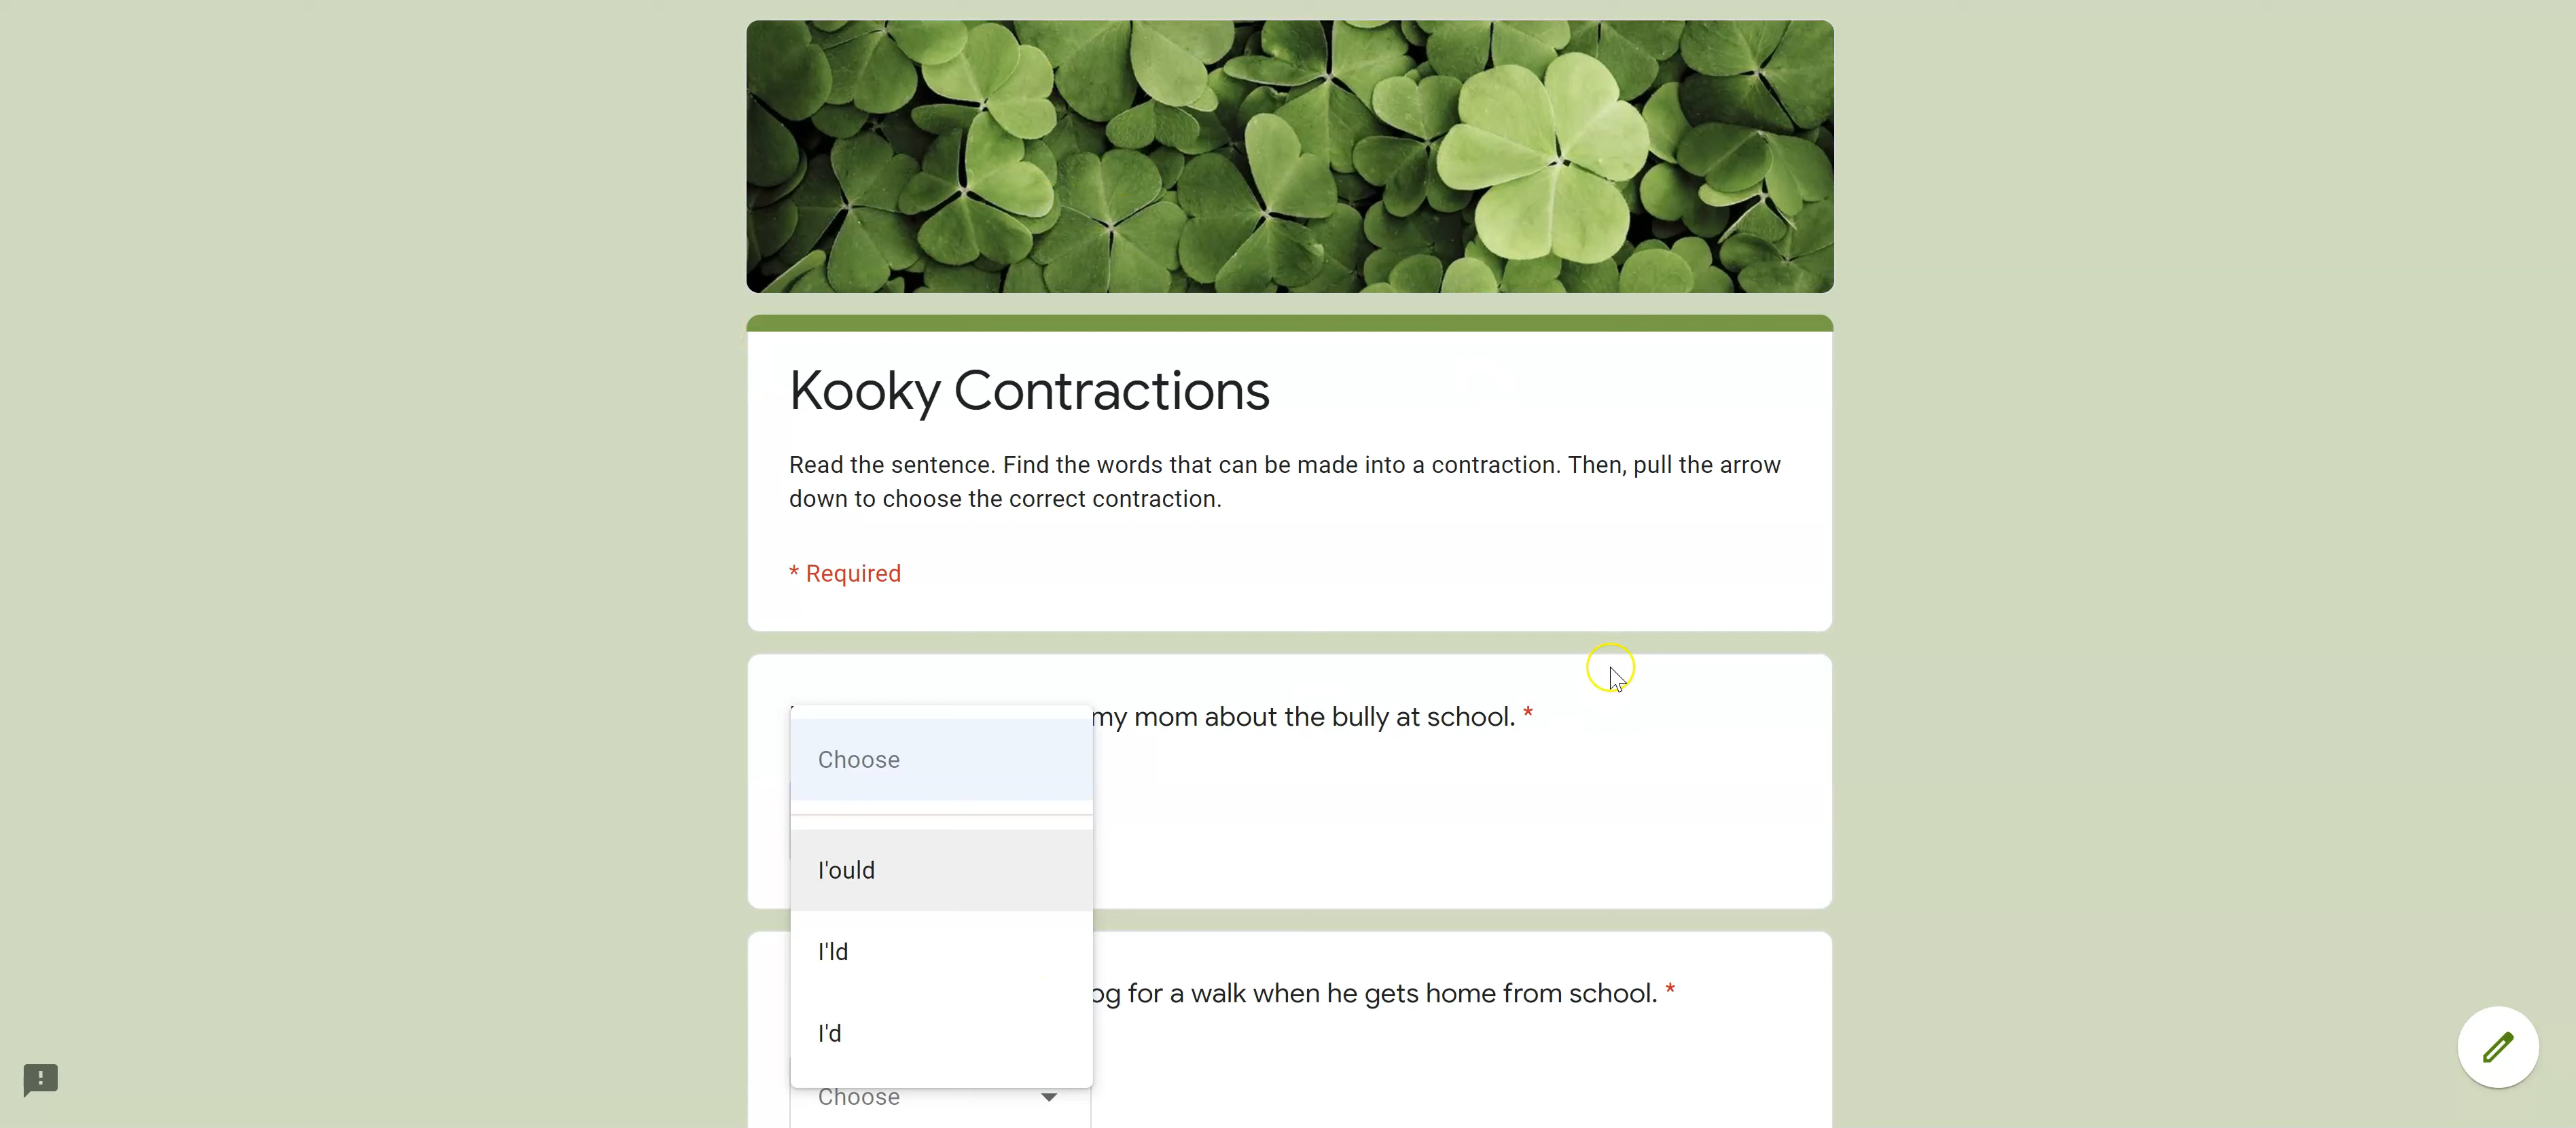 Kooky Contractions
Read the sentence. Find the words that can be made into a contraction. Then, pull the arrow
down to choose the correct contraction.
* Required
my mom about the bully at school. *
Choose
I'ould
I'ld
og for a walk when he gets home from school. *
I'd
Choose